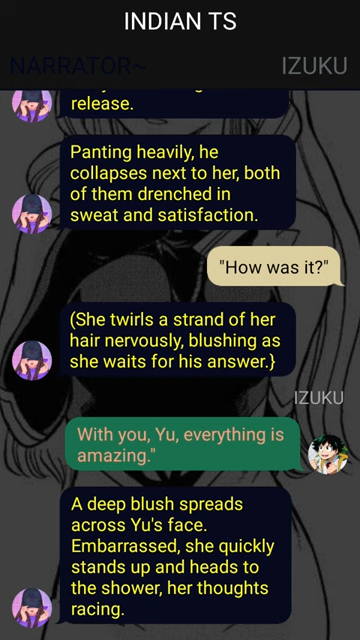 INDIAN TS
NARRATOR~
IZUKU
release.
Panting heavily, he
collapses next to her, both
of them drenched in
sweat and satisfaction.
"How was it?"
(She twirls a strand of her
hair nervously, blushing as
she waits for his answer.}
IZUKU
With you, Yu, everything is
amazing."
A deep blush spreads
across Yu's face.
Embarrassed, she quickly
stands up and heads to
the shower, her thoughts
racing.